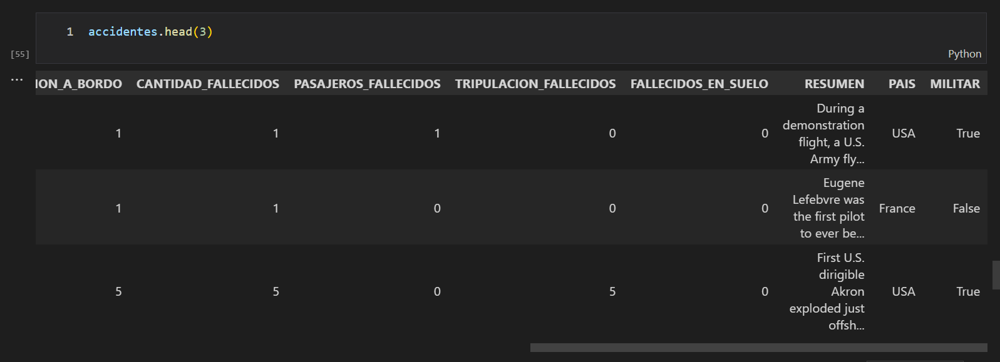 1 accidentes.head(3)
[55]
Python
...
ION_A_BORDO CANTIDAD_FALLECIDOS PASAJEROS_FALLECIDOS TRIPULACION_FALLECIDOS FALLECIDOS_EN_SUELO RESUMEN PAIS MILITAR
During a
demonstration
1 1 1 0 0 flight, a U.S. USA True
Army fly...
Eugene
Lefebvre was
1 1 0 0 0 the first pilot France False
to ever be...
First U.S.
dirigible
5 5 0 5 0 Akron USA True
exploded just
offsh...